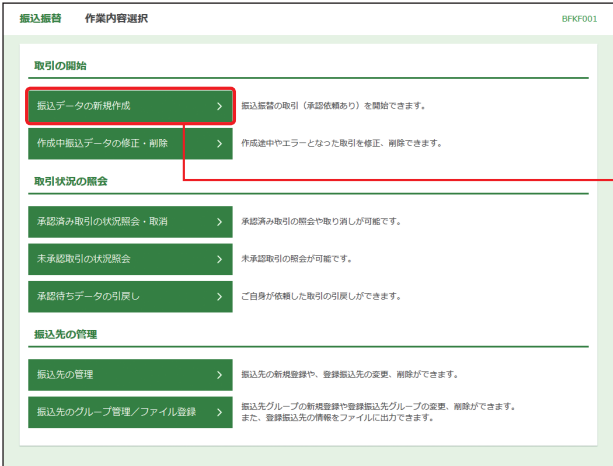 振込振替 作業内容選択 BFKF001
取引の開始
振込データの新規作成 振込振替の取引（承認依頼あり）を開始できます。
作成中振込データの修正・削除 作成途中やエラーとなった取引を修正、削除できます。
取引状況の照会
承認済み取引の状況照会・取消 承認済み取引の照会や取り消しが可能です。
未承認取引の状況照会 未承認取引の照会が可能です。
承認待ちデータの引戻し ご自身が依頼した取引の引戻しができます。
振込先の管理
振込先の管理 振込先の新規登録や、登録振込先の変更、削除ができます。
振込先のグループ管理／ファイル登録 振込先グループの新規登録や登録振込先グループの変更、削除ができます。
また、登録振込先の情報をファイルに出力できます。